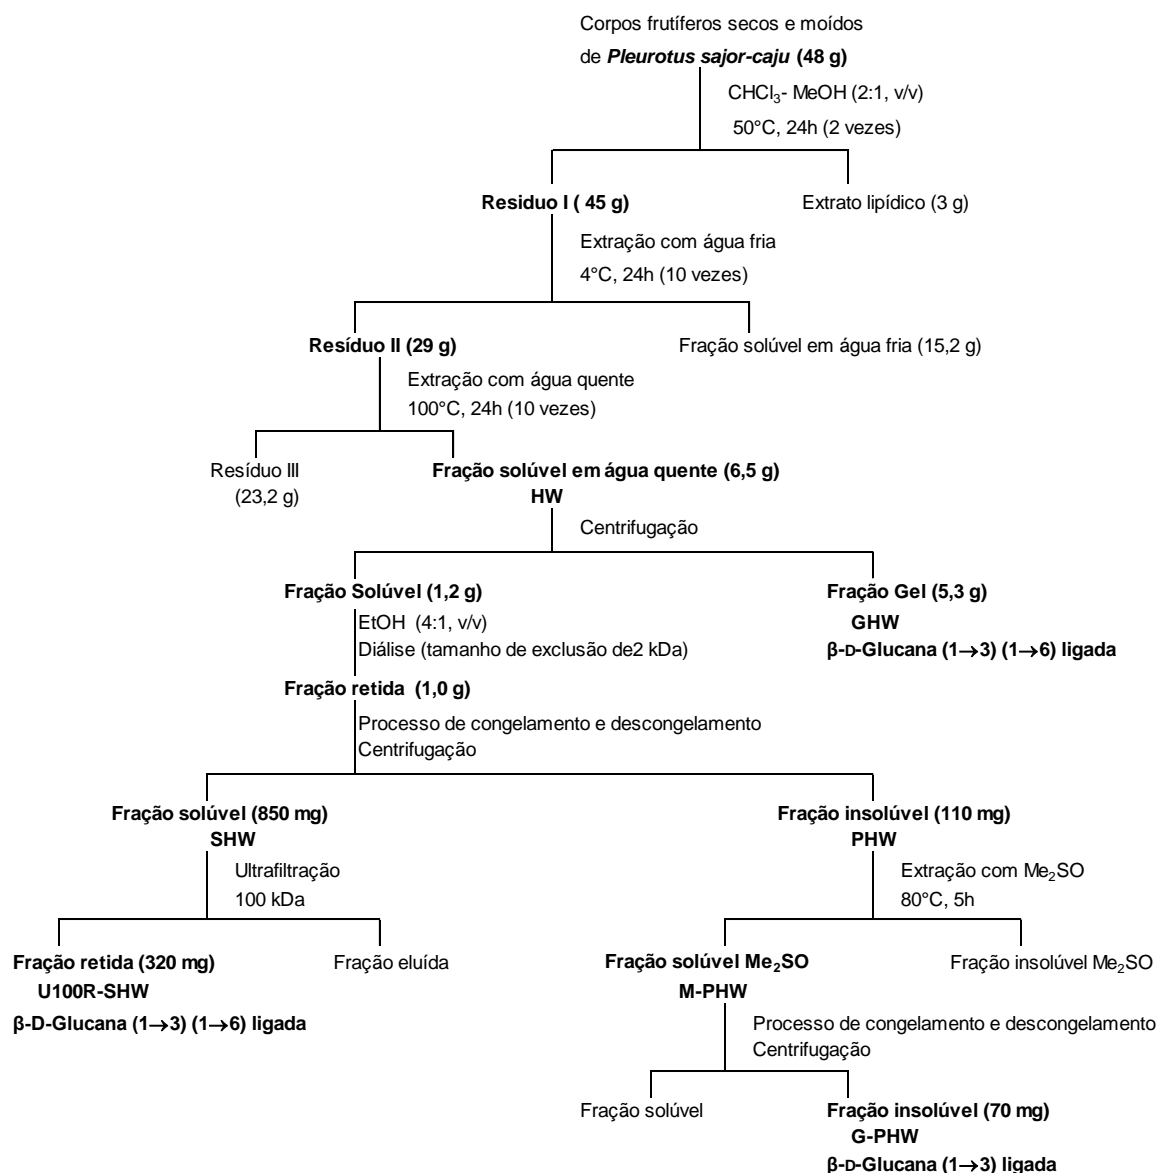 Corpos frutíferos secos e moídos
de Pleurotus sajor-caju (48 g)
CHCl₃- MeOH (2:1, v/v)
50°C, 24h (2 vezes)
Residuo I ( 45 g)
Extrato lipídico (3 g)
Extração com água fria
4°C, 24h (10 vezes)
Resíduo II (29 g)
Fração solúvel em água fria (15,2 g)
Extração com água quente
100°C, 24h (10 vezes)
Resíduo III
(23,2 g)
Fração solúvel em água quente (6,5 g)
HW
Centrifugação
Fração Solúvel (1,2 g)
Fração Gel (5,3 g)
GHW
β-D-Glucana (1→3) (1→6) ligada
EtOH (4:1, v/v)
Diálise (tamanho de exclusão de2 kDa)
Fração retida (1,0 g)
Processo de congelamento e descongelamento
Centrifugação
Fração solúvel (850 mg)
SHW
Fração insolúvel (110 mg)
PHW
Ultrafiltração
100 kDa
Extração com Me₂SO
80°C, 5h
Fração retida (320 mg)
U100R-SHW
β-D-Glucana (1→3) (1→6) ligada
Fração eluída
Fração solúvel Me₂SO
M-PHW
Fração insolúvel Me₂SO
Processo de congelamento e descongelamento
Centrifugação
Fração solúvel
Fração insolúvel (70 mg)
G-PHW
β-D-Glucana (1→3) ligada